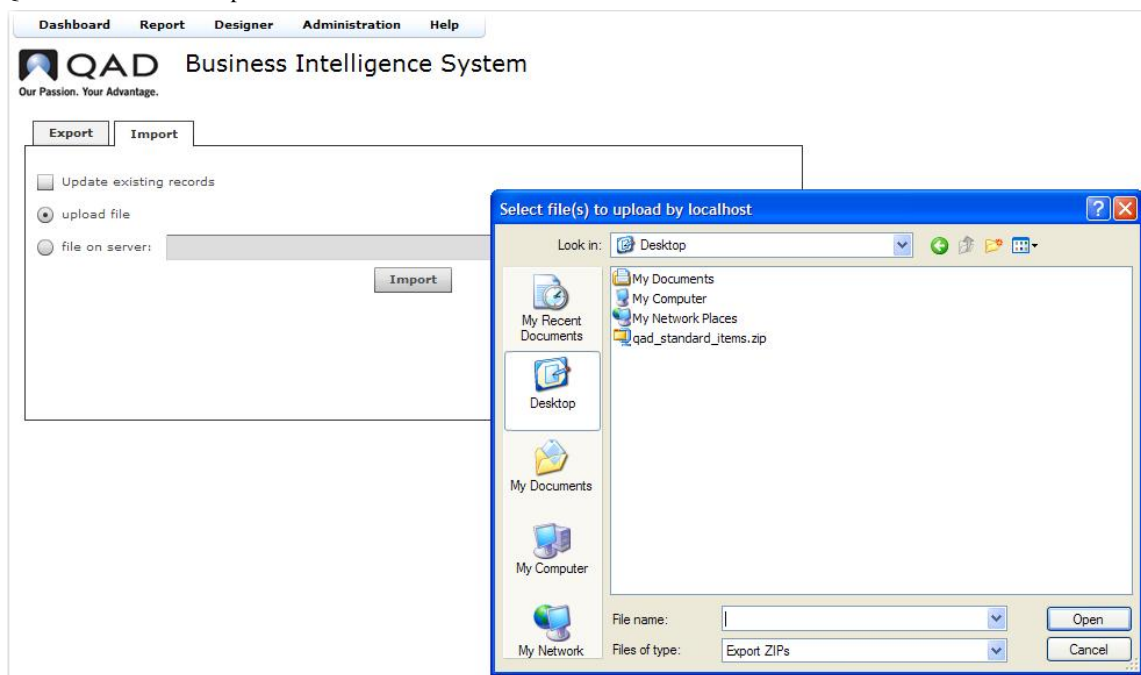 Dashboard Report Designer Administration Help
QAD Business Intelligence System
Our Passion. Your Advantage.
Export Import
Update existing records
upload file
file on server:
Import
Select file(s) to upload by localhost
Look in: Desktop
My Recent Documents
Desktop
My Documents
My Computer
My Network
My Documents
My Computer
My Network Places
qad_standard_items.zip
File name:
Open
Files of type: Export ZIPs
Cancel